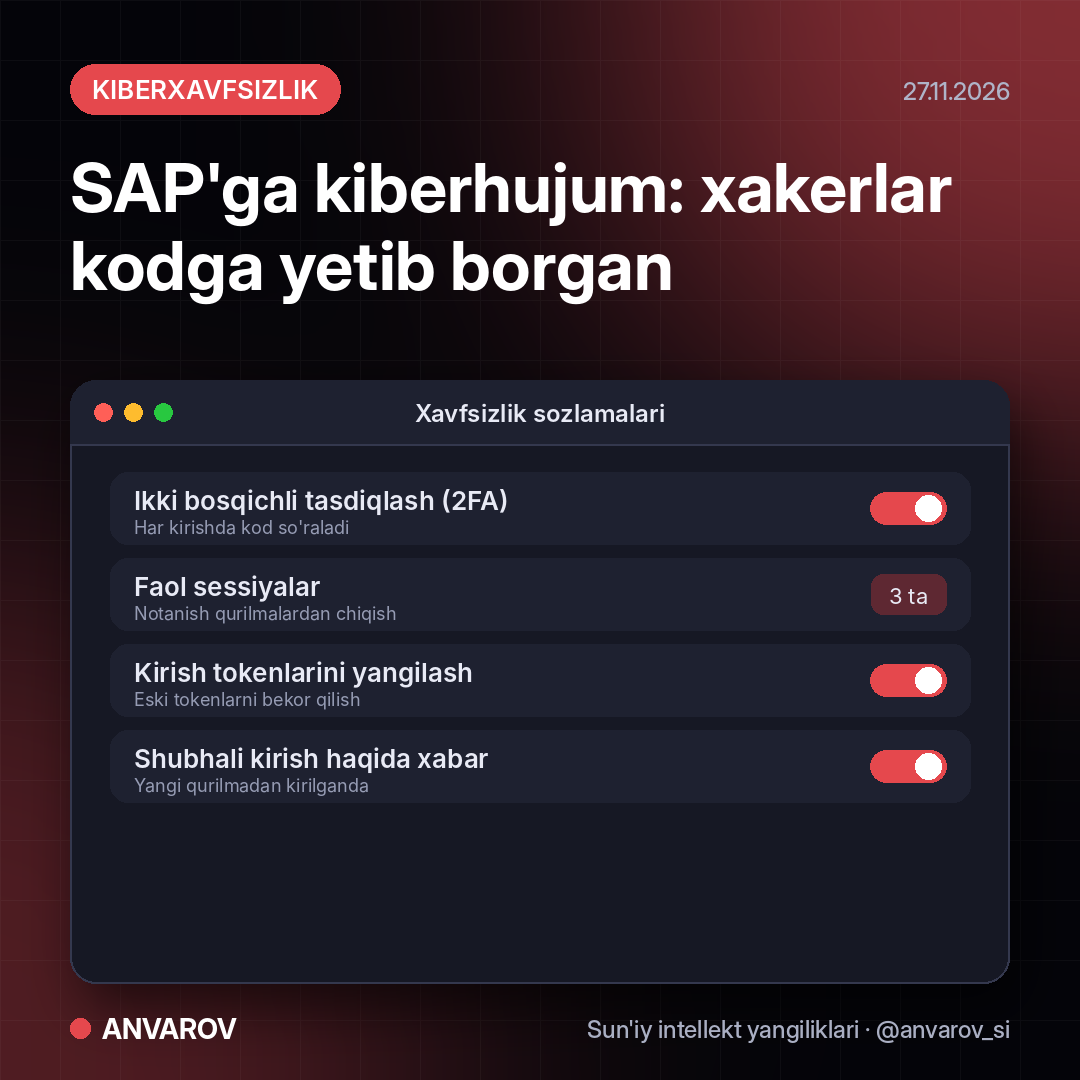 KIBERXAVFSIZLIK
27.11.2026
SAP'ga kiberhujum: xakerlar
kodga yetib borgan
Xavfsizlik sozlamalari
Ikki bosqichli tasdiqlash (2FA)
Har kirishda kod so'raladi
Faol sessiyalar
Notanish qurilmalardan chiqish
3 ta
Kirish tokenlarini yangilash
Eski tokenlarni bekor qilish
Shubhali kirish haqida xabar
Yangi qurilmadan kirilganda
ANVAROV
Sun'iy intellekt yangiliklari · @anvarov_si